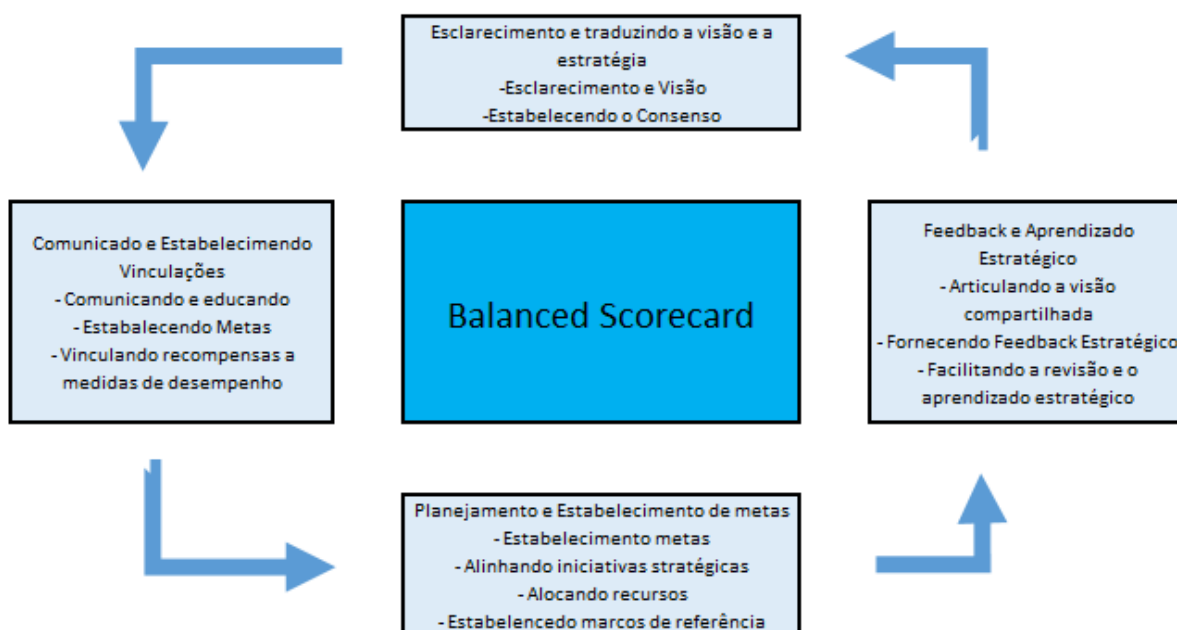 Esclarecimento e traduzindo a visão e a
estratégia
-Esclarecimento e Visão
-Estabelecendo o Consenso
Comunicado e Estabelecimendo
Vinculações
- Comunicando e educando
- Estabalecendo Metas
- Vinculando recompensas a
medidas de desempenho
Balanced Scorecard
Feedback e Aprendizado
Estratégico
- Articulando a visão
compartilhada
- Fornecendo Feedback Estratégico
- Facilitando a revisão e o
aprendizado estratégico
Planejamento e Estabelecimento de metas
- Estabelecimento metas
- Alinhando iniciativas stratégicas
- Alocando recursos
- Estabelencedo marcos de referência